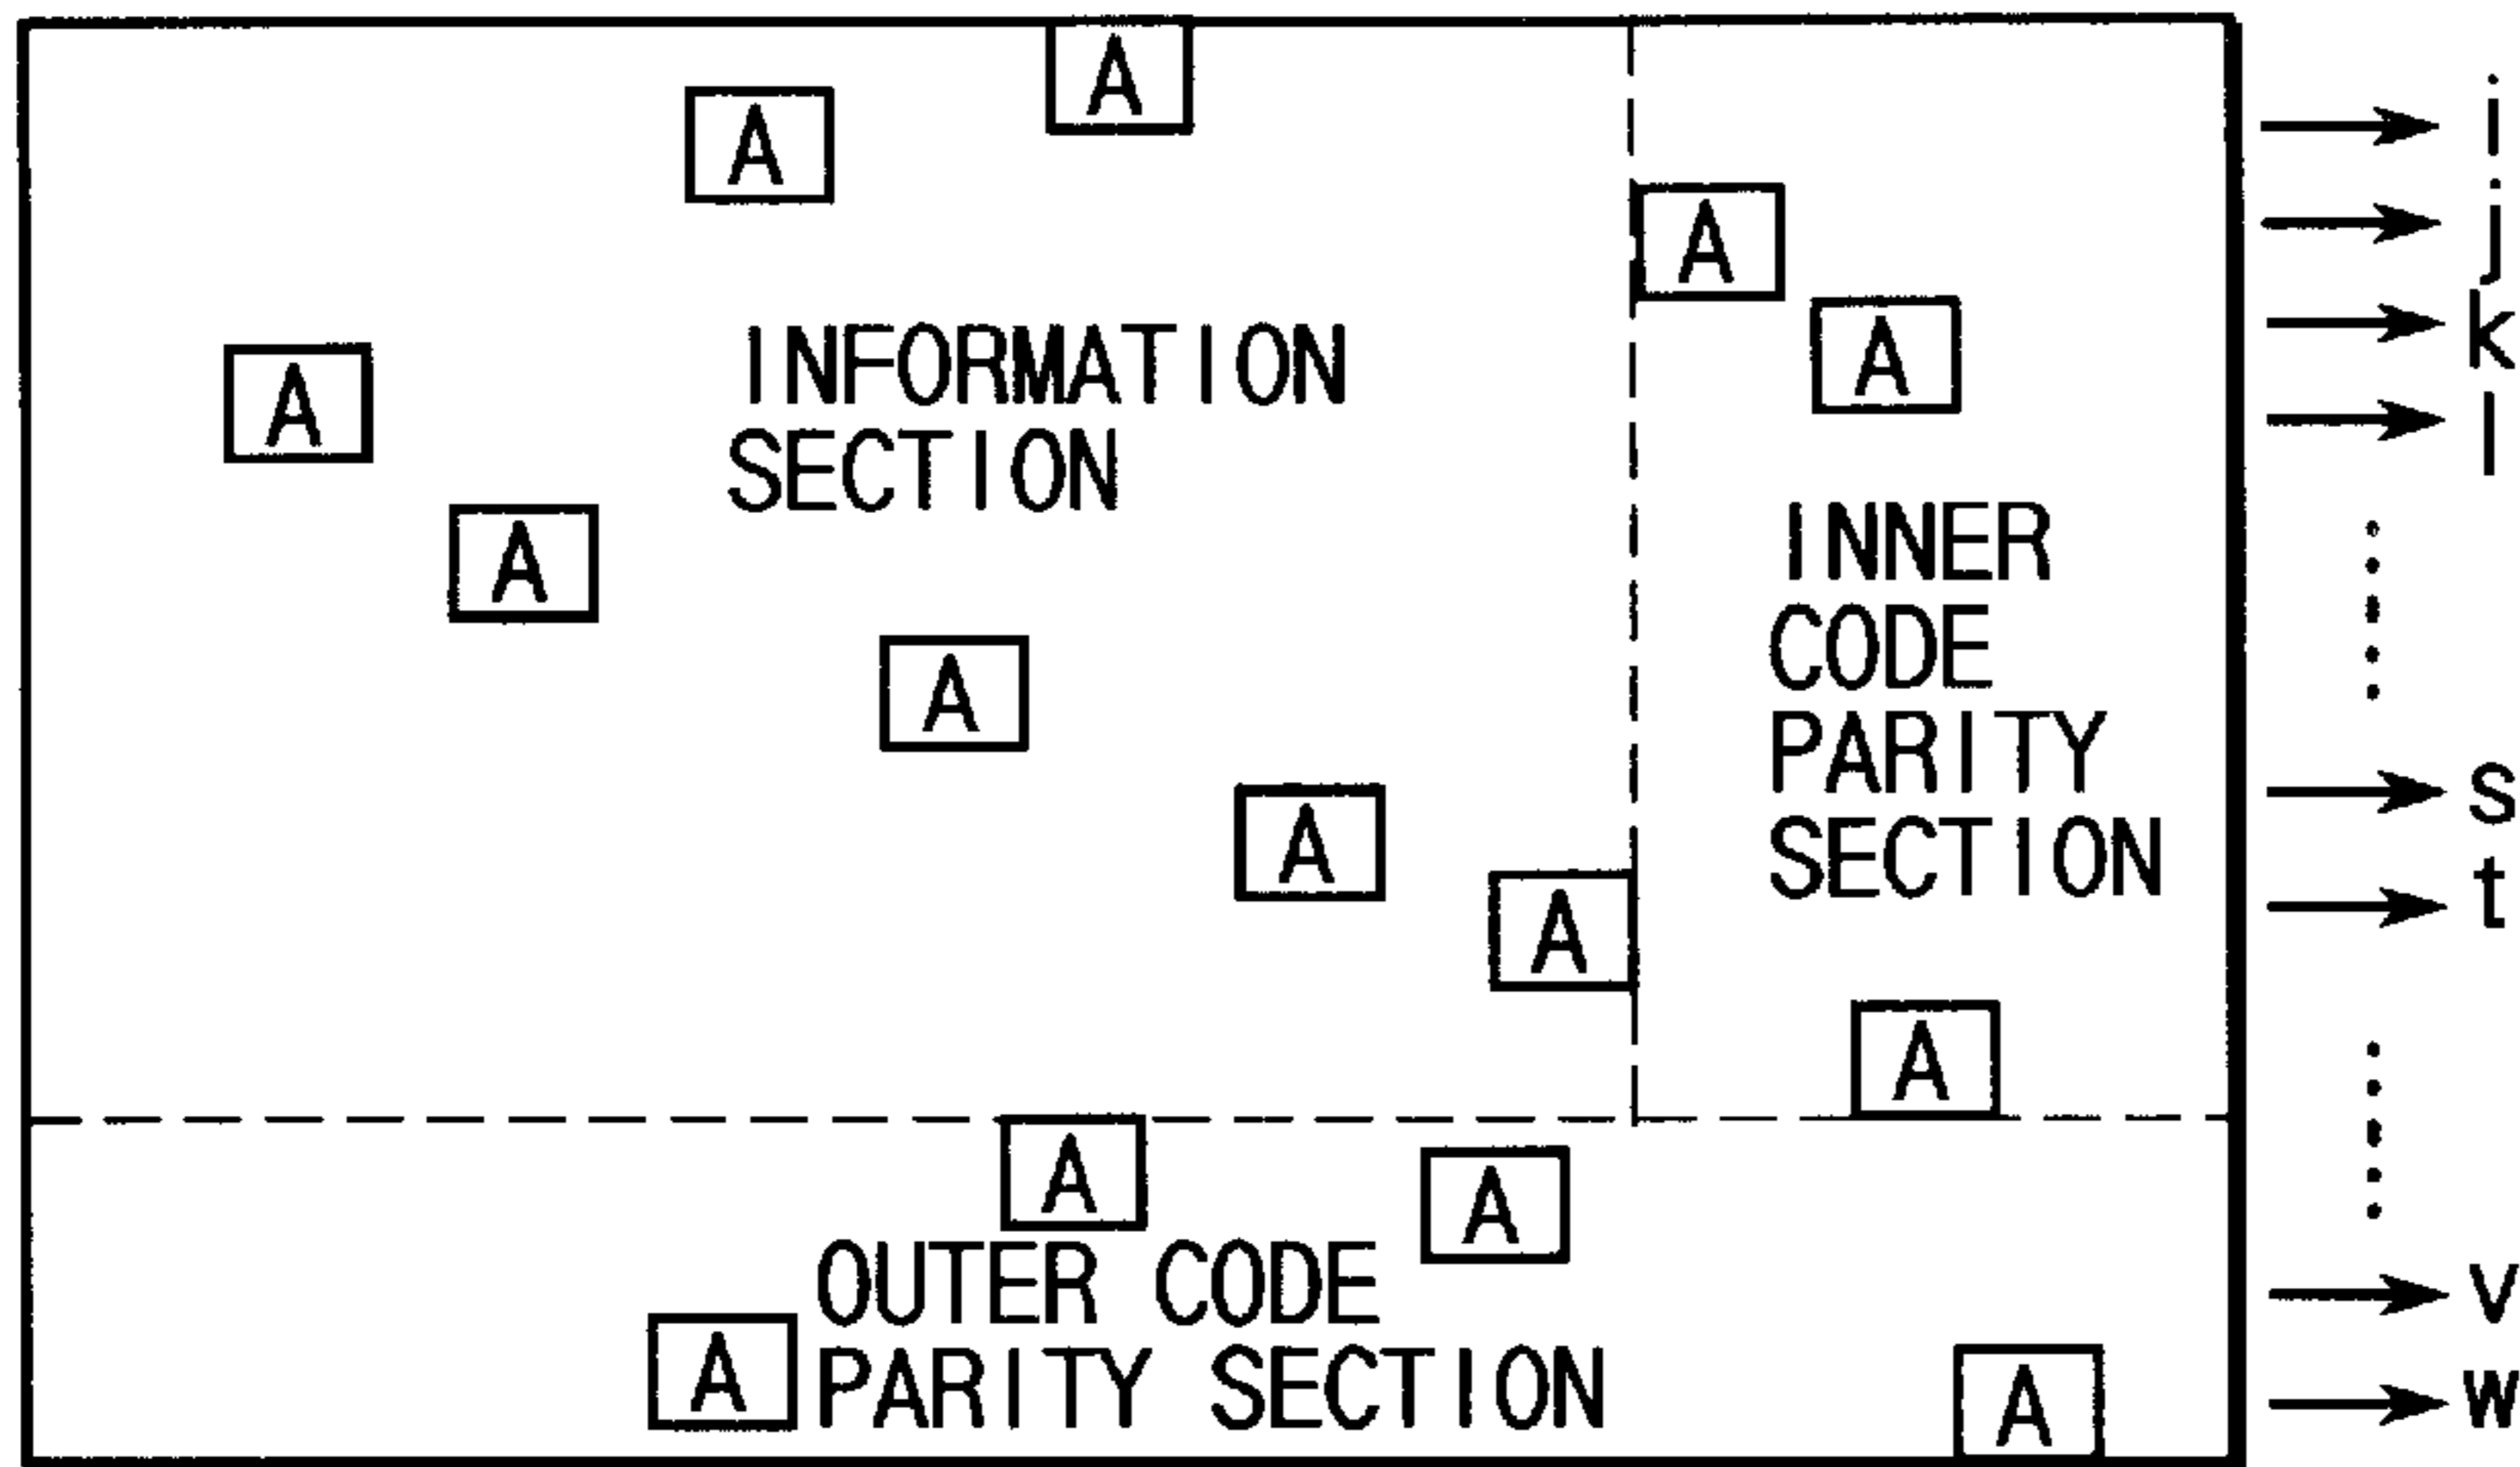 A
A
i
A
j
A
k
A
l
INFORMATION
SECTION
A
INNER
CODE
PARITY
SECTION
A
A
s
A
t
A
A
A
OUTER CODE
PARITY SECTION
A
v
A
w